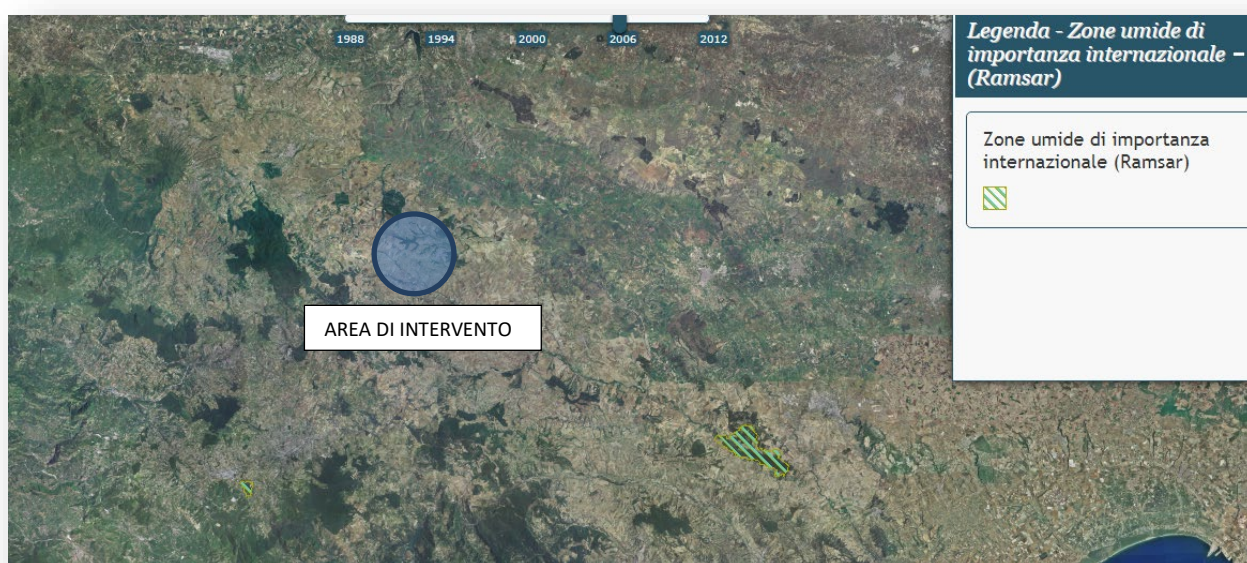 1988 1994 2000 2006 2012
Legenda - Zone umide di
importanza internazionale –
(Ramsar)
Zone umide di importanza
internazionale (Ramsar)
AREA DI INTERVENTO